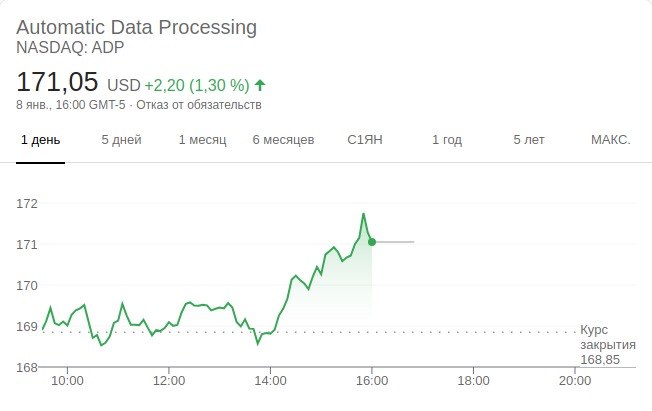 Automatic Data Processing
NASDAQ: ADP
171,05 USD +2,20 (1,30 %)
8 янв., 16:00 GMT-5 · Отказ от обязательств
1 день 5 дней 1 месяц 6 месяцев С1ЯН 1 год 5 лет МАКС.
172
171
170
169
168
Курс
закрытия
168,85
10:00 12:00 14:00 16:00 18:00 20:00